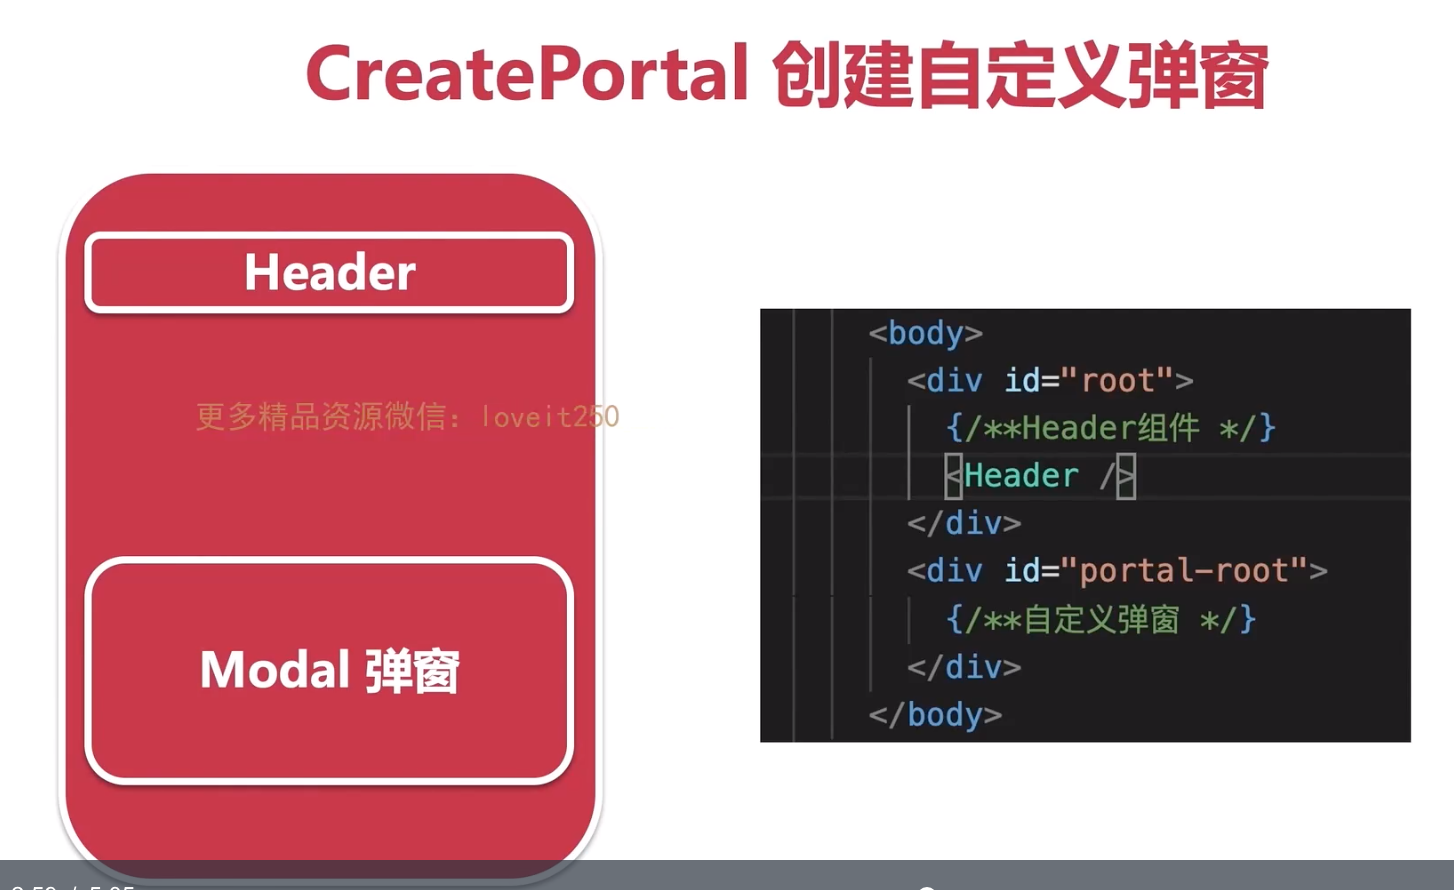 CreatePortal 创建自定义弹窗
Header
更多精品资源微信：loveit250
Modal 弹窗
<body>
<div id="root">
{/**Header组件 */}
<Header />
</div>
<div id="portal-root">
{/**自定义弹窗 */}
</div>
</body>